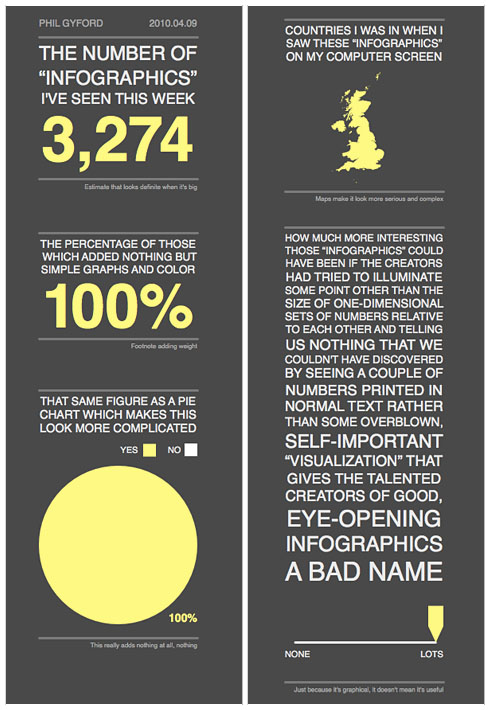 PHIL GYFORD 2010.04.09
THE NUMBER OF
“INFOGRAPHICS”
I'VE SEEN THIS WEEK
3,274
Estimate that looks definite when it's big
THE PERCENTAGE OF THOSE
WHICH ADDED NOTHING BUT
SIMPLE GRAPHS AND COLOR
100%
Footnote adding weight
THAT SAME FIGURE AS A PIE
CHART WHICH MAKES THIS
LOOK MORE COMPLICATED
YES NO
100%
This really adds nothing at all, nothing
COUNTRIES I WAS IN WHEN I
SAW THESE “INFOGRAPHICS”
ON MY COMPUTER SCREEN
Maps make it look more serious and complex
HOW MUCH MORE INTERESTING
THOSE “INFOGRAPHICS” COULD
HAVE BEEN IF THE CREATORS
HAD TRIED TO ILLUMINATE
SOME POINT OTHER THAN THE
SIZE OF ONE-DIMENSIONAL
SETS OF NUMBERS RELATIVE
TO EACH OTHER AND TELLING
US NOTHING THAT WE
COULDN'T HAVE DISCOVERED
BY SEEING A COUPLE OF
NUMBERS PRINTED IN
NORMAL TEXT RATHER
THAN SOME OVERBLOWN,
SELF-IMPORTANT
“VISUALIZATION” THAT
GIVES THE TALENTED
CREATORS OF GOOD,
EYE-OPENING
INFOGRAPHICS
A BAD NAME
NONE LOTS
Just because it's graphical, it doesn't mean it's useful